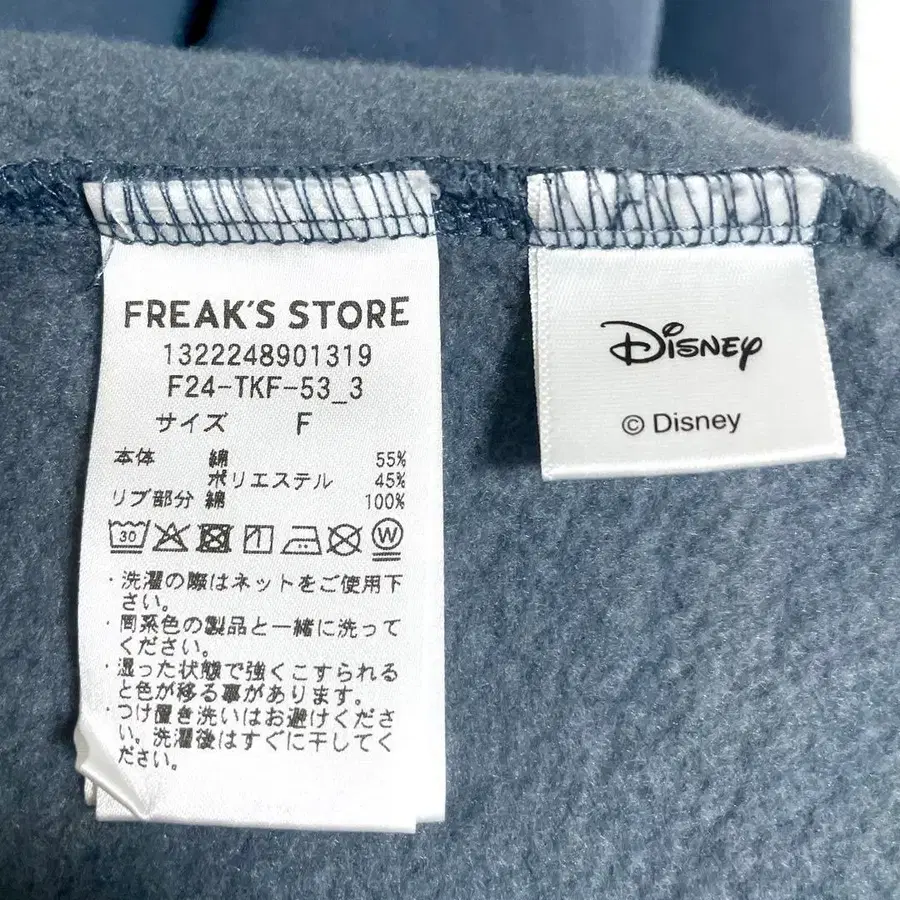 FREAK'S STORE
1322248901319
F24-TKF-53_3
サイズ F
本体 綿 55%
ポリエステル 45%
リブ部分 綿 100%
30
W
・洗濯の際はネットをご使用下
さい。
・同系色の製品と一緒に洗って
ください。
・湿った状態で強くこすられる
と色が移る事があります。
・つけ置き洗いはお避けくださ
い。洗濯後はすぐに干してく
ださい。
Disney
© Disney